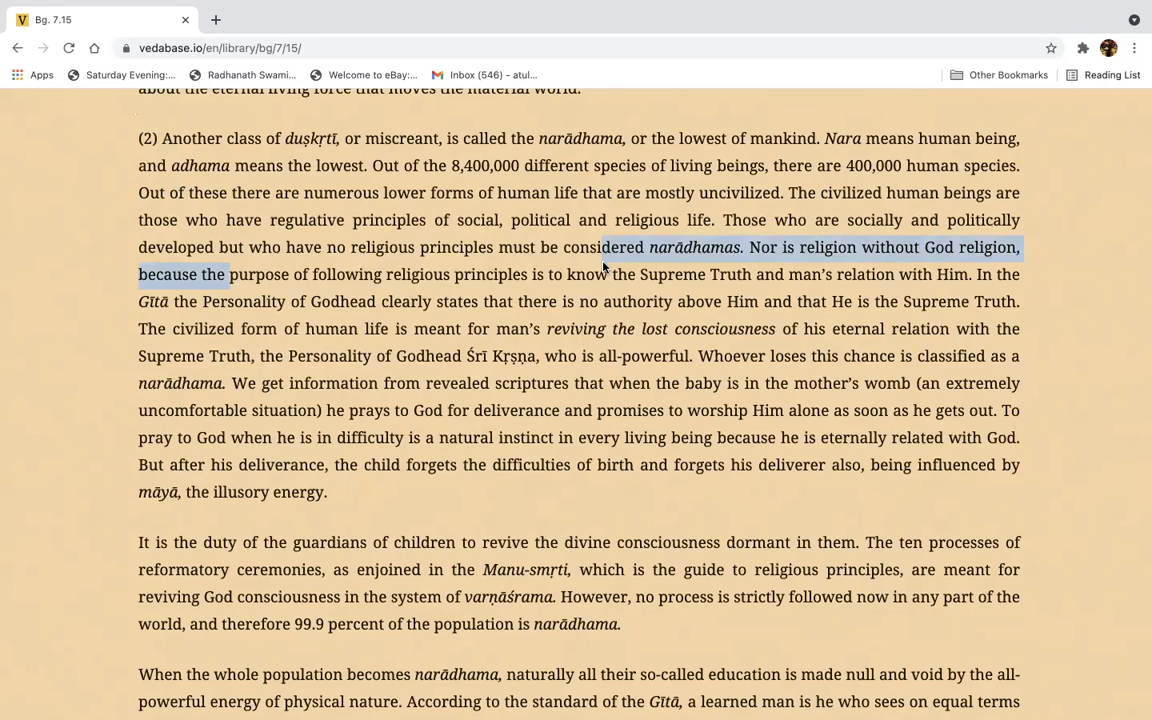 V Bg. 7.15
vedabase.io/en/library/bg/7/15/
Apps Saturday Evening:... Radhanath Swami... Welcome to eBay:... Inbox (546) - atul... Other Bookmarks Reading List
about the eternal living force that moves the material world.
(2) Another class of duṣkṛtī, or miscreant, is called the narādhama, or the lowest of mankind. Nara means human being,
and adhama means the lowest. Out of the 8,400,000 different species of living beings, there are 400,000 human species.
Out of these there are numerous lower forms of human life that are mostly uncivilized. The civilized human beings are
those who have regulative principles of social, political and religious life. Those who are socially and politically
developed but who have no religious principles must be considered narādhamas. Nor is religion without God religion,
because the purpose of following religious principles is to know the Supreme Truth and man’s relation with Him. In the
Gītā the Personality of Godhead clearly states that there is no authority above Him and that He is the Supreme Truth.
The civilized form of human life is meant for man’s reviving the lost consciousness of his eternal relation with the
Supreme Truth, the Personality of Godhead Śrī Kṛṣṇa, who is all-powerful. Whoever loses this chance is classified as a
narādhama. We get information from revealed scriptures that when the baby is in the mother’s womb (an extremely
uncomfortable situation) he prays to God for deliverance and promises to worship Him alone as soon as he gets out. To
pray to God when he is in difficulty is a natural instinct in every living being because he is eternally related with God.
But after his deliverance, the child forgets the difficulties of birth and forgets his deliverer also, being influenced by
māyā, the illusory energy.
It is the duty of the guardians of children to revive the divine consciousness dormant in them. The ten processes of
reformatory ceremonies, as enjoined in the Manu-smṛti, which is the guide to religious principles, are meant for
reviving God consciousness in the system of varṇāśrama. However, no process is strictly followed now in any part of the
world, and therefore 99.9 percent of the population is narādhama.
When the whole population becomes narādhama, naturally all their so-called education is made null and void by the all-
powerful energy of physical nature. According to the standard of the Gītā, a learned man is he who sees on equal terms